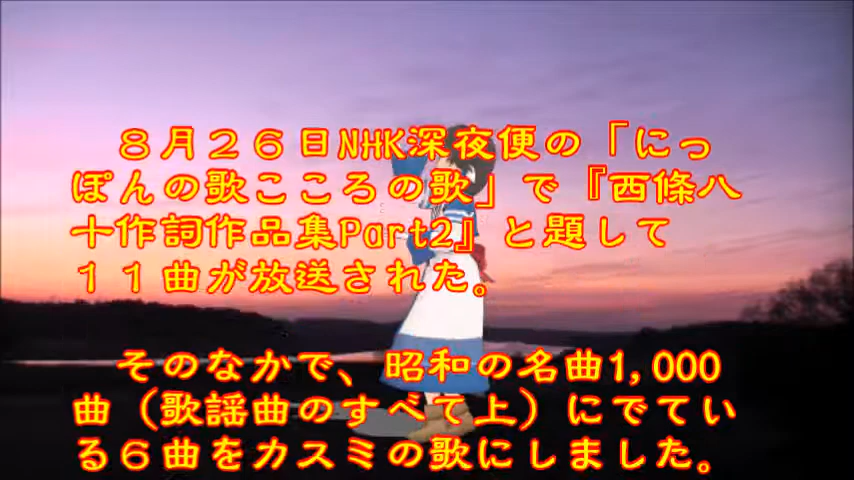 ８月２６日NHK深夜便の「にっ
ぽんの歌こころの歌」で『西條八
十作詞作品集Part2』と題して
１１曲が放送された。
そのなかで、昭和の名曲1,000
曲（歌謡曲のすべて上）にでてい
る６曲をカスミの歌にしました。